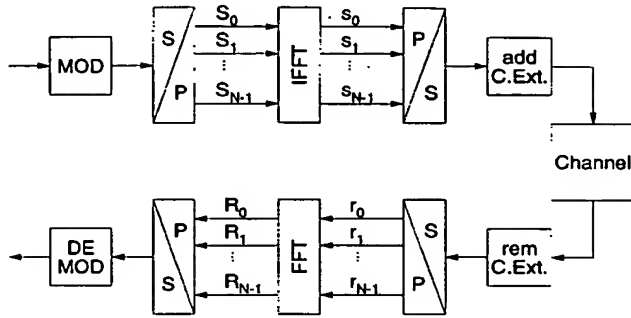 MOD
S
P
S0
S1
⋮
SN-1
IFFT
s0
s1
⋮
sN-1
P
S
add
C.Ext.
Channel
DE
MOD
P
S
R0
R1
⋮
RN-1
FFT
r0
r1
⋮
rN-1
S
P
rem
C.Ext.